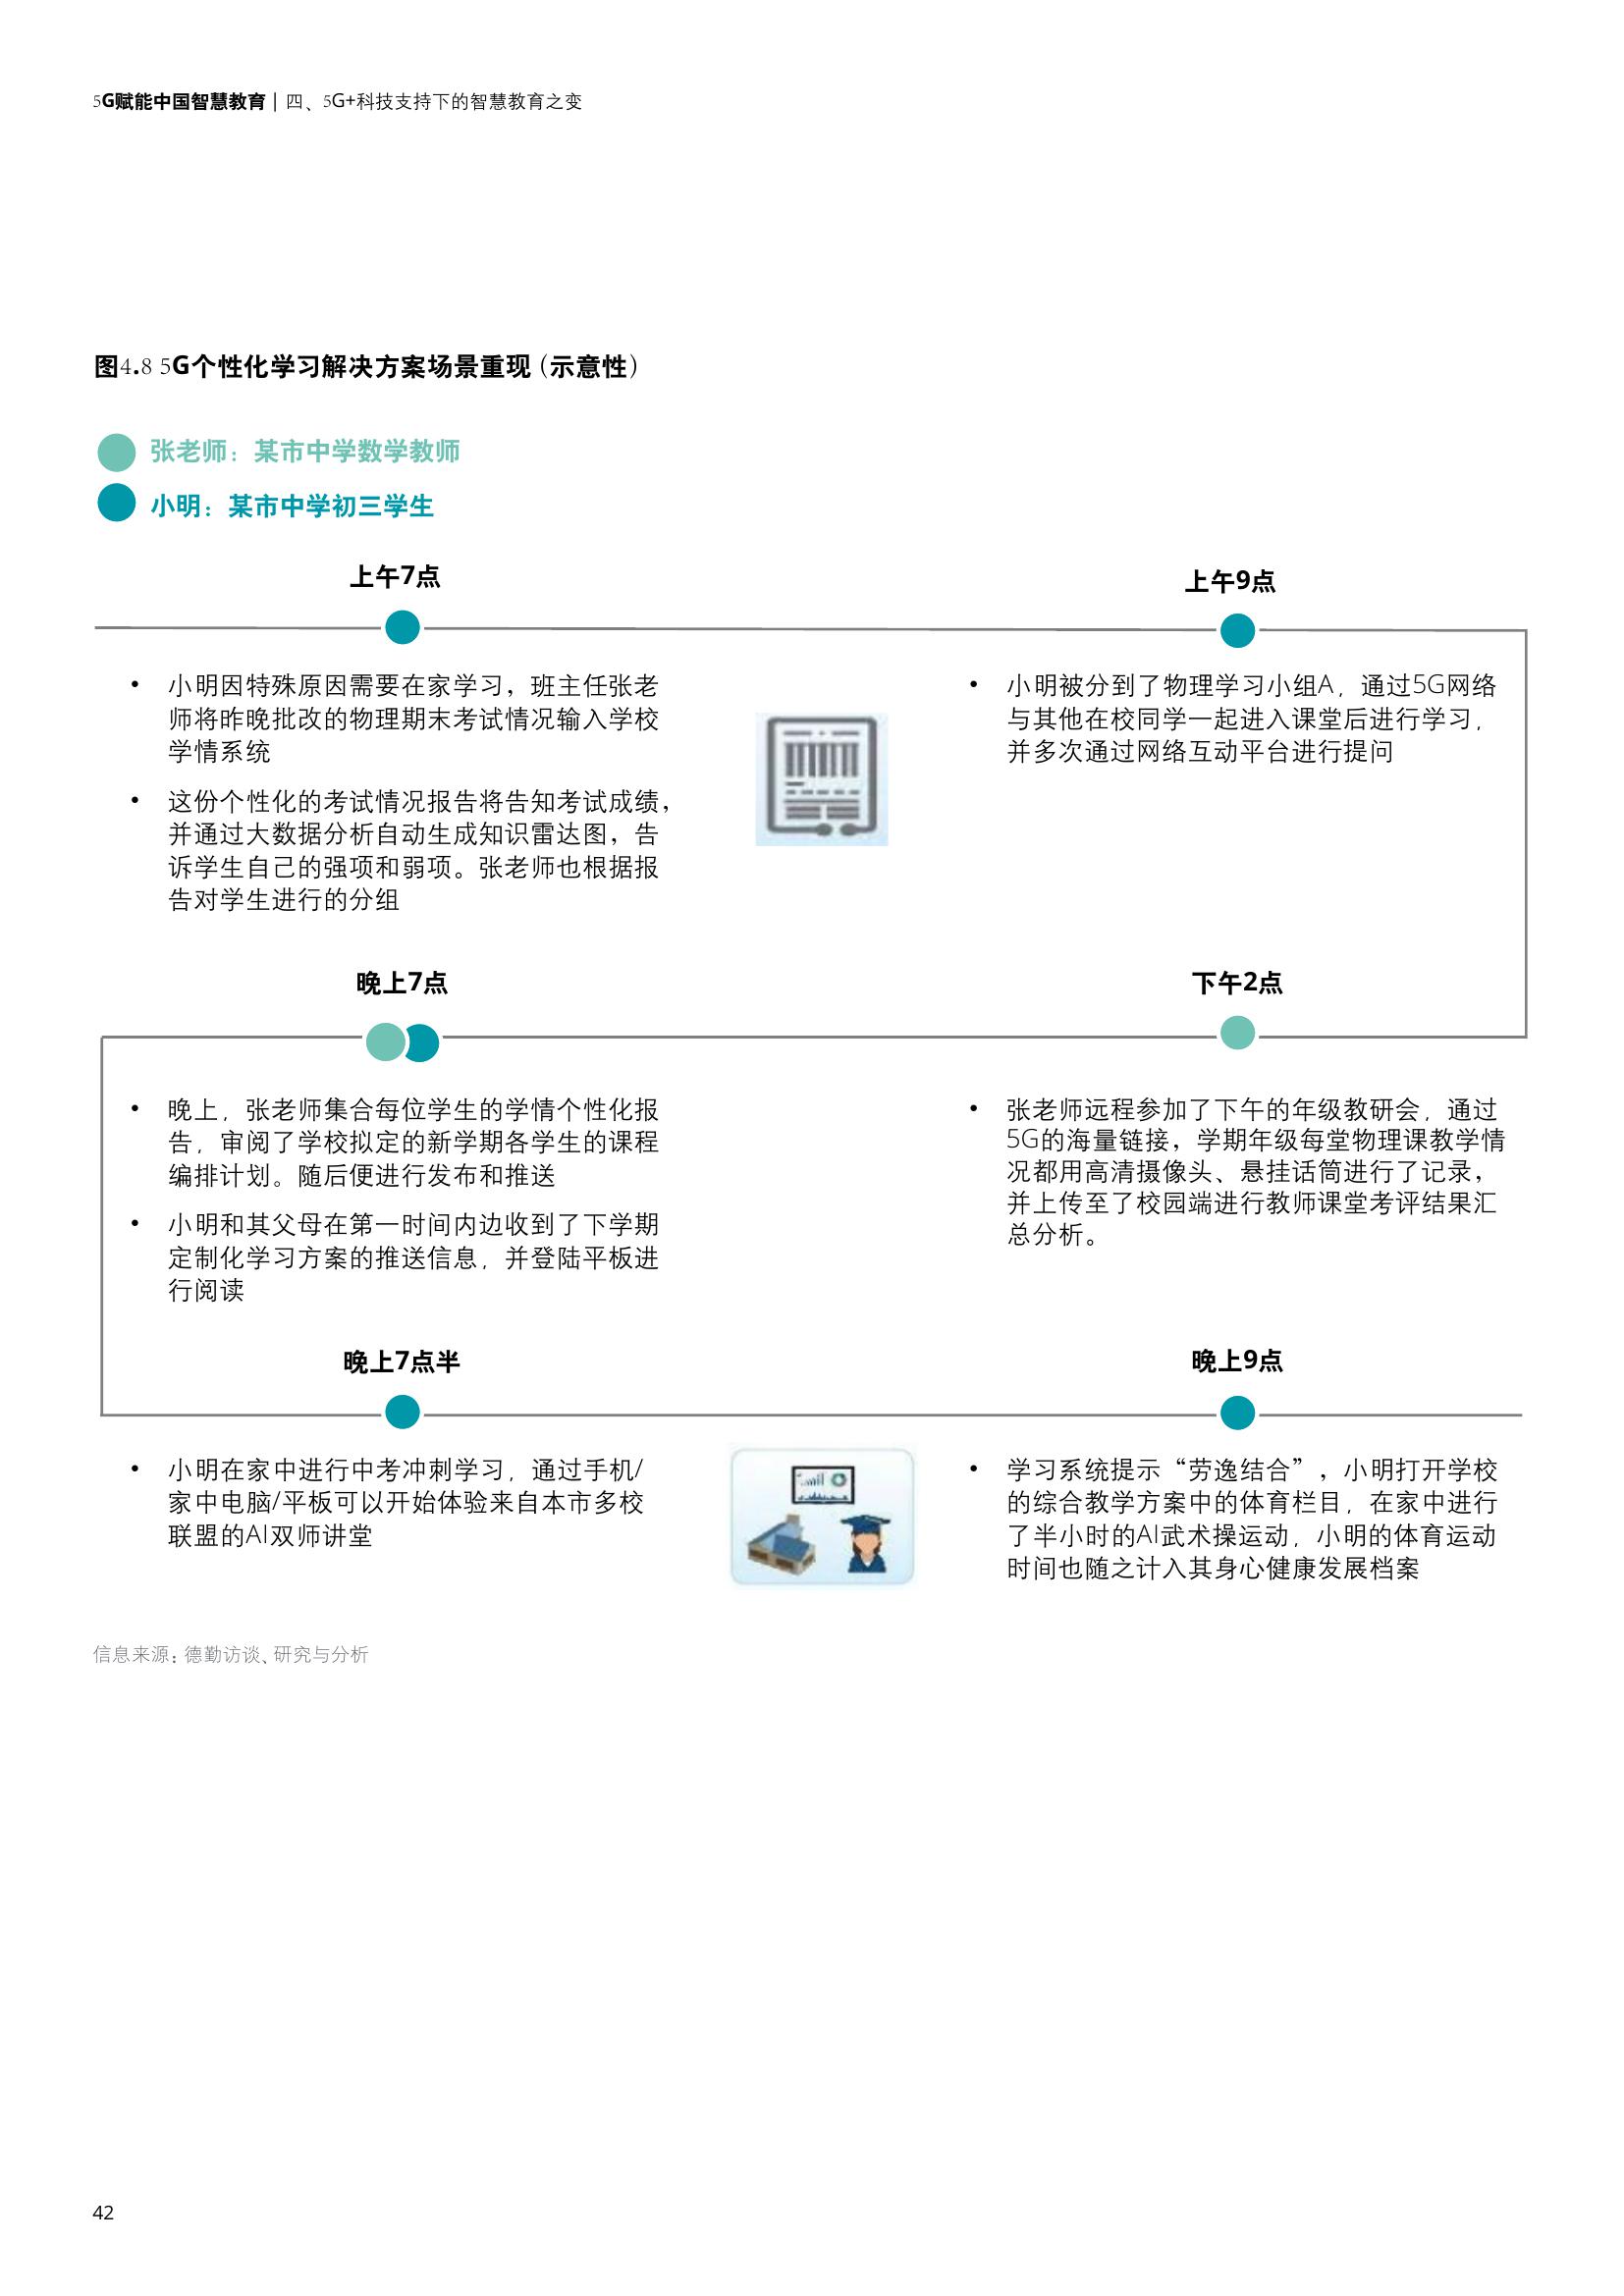 5G赋能中国智慧教育 | 四、5G+科技支持下的智慧教育之变
图4.8 5G个性化学习解决方案场景重现（示意性）
张老师：某市中学数学教师
小明：某市中学初三学生
上午7点
• 小明因特殊原因需要在家学习，班主任张老
师将昨晚批改的物理期末考试情况输入学校
学情系统
• 这份个性化的考试情况报告将告知考试成绩，
并通过大数据分析自动生成知识雷达图，告
诉学生自己的强项和弱项。张老师也根据报
告对学生进行的分组
上午9点
• 小明被分到了物理学习小组A，通过5G网络
与其他在校同学一起进入课堂后进行学习，
并多次通过网络互动平台进行提问
下午2点
• 张老师远程参加了下午的年级教研会，通过
5G的海量链接，学期年级每堂物理课教学情
况都用高清摄像头、悬挂话筒进行了记录，
并上传至了校园端进行教师课堂考评结果汇
总分析。
晚上7点
• 晚上，张老师集合每位学生的学情个性化报
告，审阅了学校拟定的新学期各学生的课程
编排计划。随后便进行发布和推送
• 小明和其父母在第一时间内边收到了下学期
定制化学习方案的推送信息，并登陆平板进
行阅读
晚上7点半
• 小明在家中进行中考冲刺学习，通过手机/
家中电脑/平板可以开始体验来自本市多校
联盟的AI双师讲堂
晚上9点
• 学习系统提示“劳逸结合”，小明打开学校
的综合教学方案中的体育栏目，在家中进行
了半小时的AI武术操运动，小明的体育运动
时间也随之计入其身心健康发展档案
信息来源：德勤访谈、研究与分析
42